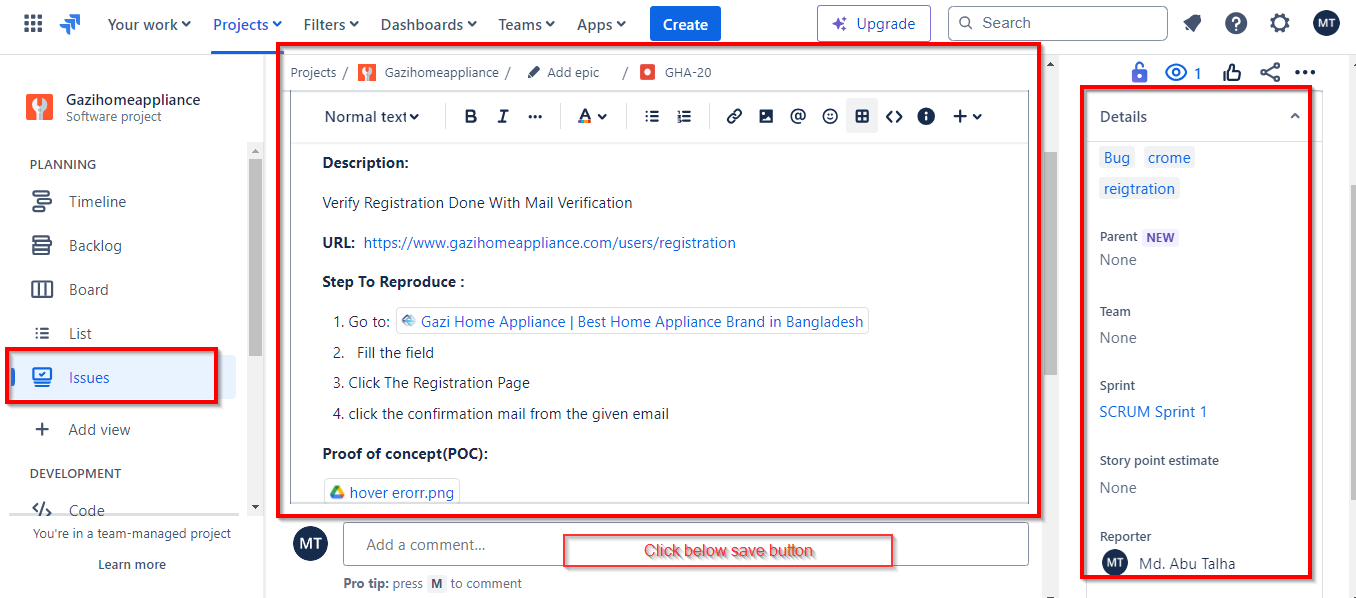 Your work Projects Filters Dashboards Teams Apps Create Upgrade Search MT
Gazihomeappliance
Software project
PLANNING
Timeline
Backlog
Board
List
Issues
Add view
DEVELOPMENT
Code
You're in a team-managed project
Learn more
Projects / Gazihomeappliance / Add epic / GHA-20
Normal text B I ... A
Description:
Verify Registration Done With Mail Verification
URL: https://www.gazihomeappliance.com/users/registration
Step To Reproduce :
1. Go to: Gazi Home Appliance | Best Home Appliance Brand in Bangladesh
2. Fill the field
3. Click The Registration Page
4. click the confirmation mail from the given email
Proof of concept(POC):
hover erorr.png
MT Add a comment...
Click below save button
Pro tip: press M to comment
1
Details
Bug crome
reigtration
Parent NEW
None
Team
None
Sprint
SCRUM Sprint 1
Story point estimate
None
Reporter
MT Md. Abu Talha